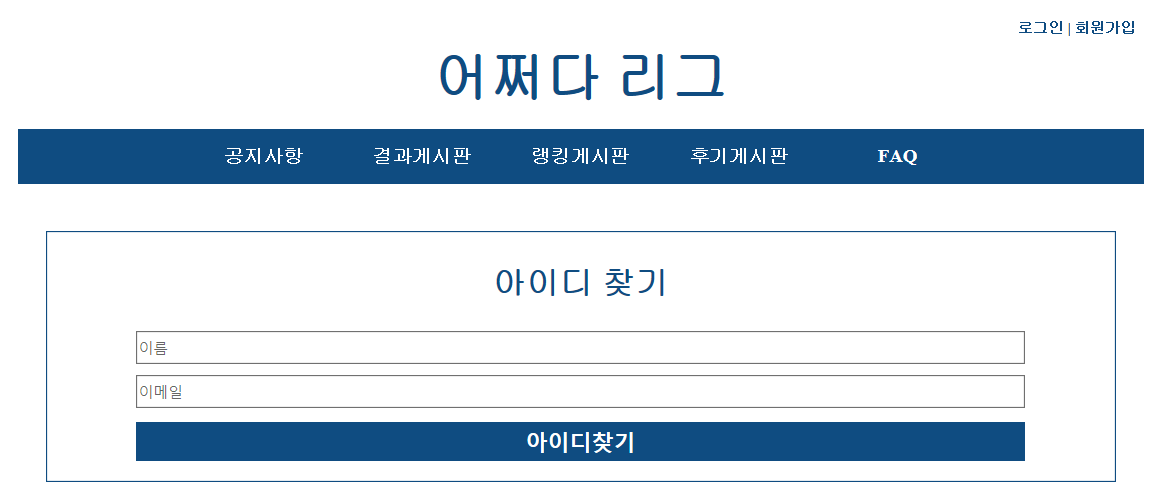 로그인 | 회원가입
어쩌다 리그
공지사항 결과게시판 랭킹게시판 후기게시판 FAQ
아이디 찾기
이름
이메일
아이디찾기